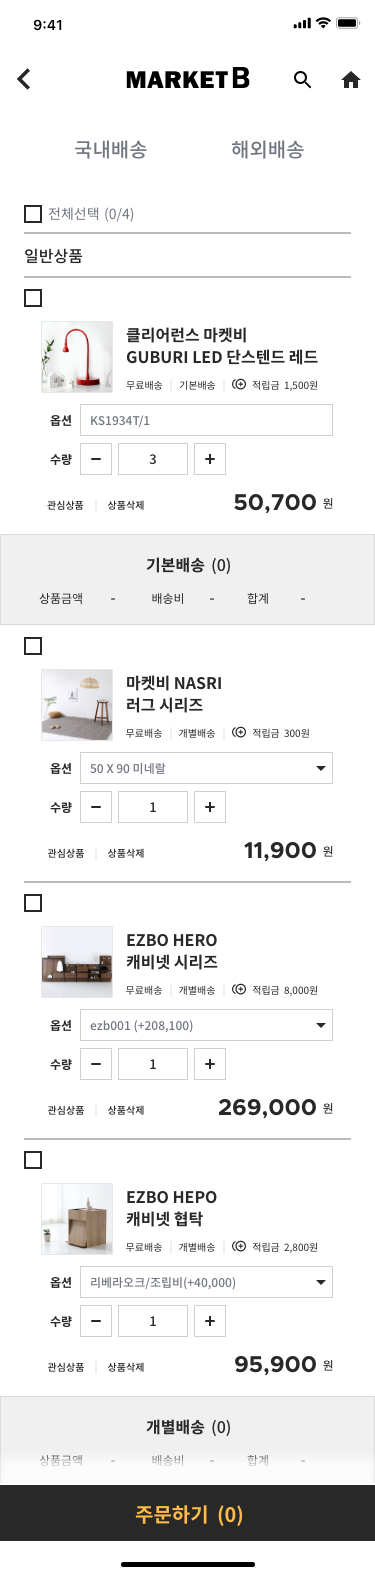 9:41
MARKET B
국내배송 해외배송
전체선택 (0/4)
일반상품
클리어런스 마켓비
GUBURI LED 단스텐드 레드
무료배송 | 기본배송 | 적립금 1,500원
옵션 KS1934T/1
수량 − 3 +
관심상품 | 상품삭제 50,700 원
기본배송 (0)
상품금액 - 배송비 - 합계 -
마켓비 NASRI
러그 시리즈
무료배송 | 개별배송 | 적립금 300원
옵션 50 X 90 미네랄
수량 − 1 +
관심상품 | 상품삭제 11,900 원
EZBO HERO
캐비넷 시리즈
무료배송 | 개별배송 | 적립금 8,000원
옵션 ezb001 (+208,100)
수량 − 1 +
관심상품 | 상품삭제 269,000 원
EZBO HEPO
캐비넷 협탁
무료배송 | 개별배송 | 적립금 2,800원
옵션 리베라오크/조립비(+40,000)
수량 − 1 +
관심상품 | 상품삭제 95,900 원
개별배송 (0)
상품금액 - 배송비 - 합계 -
주문하기 (0)